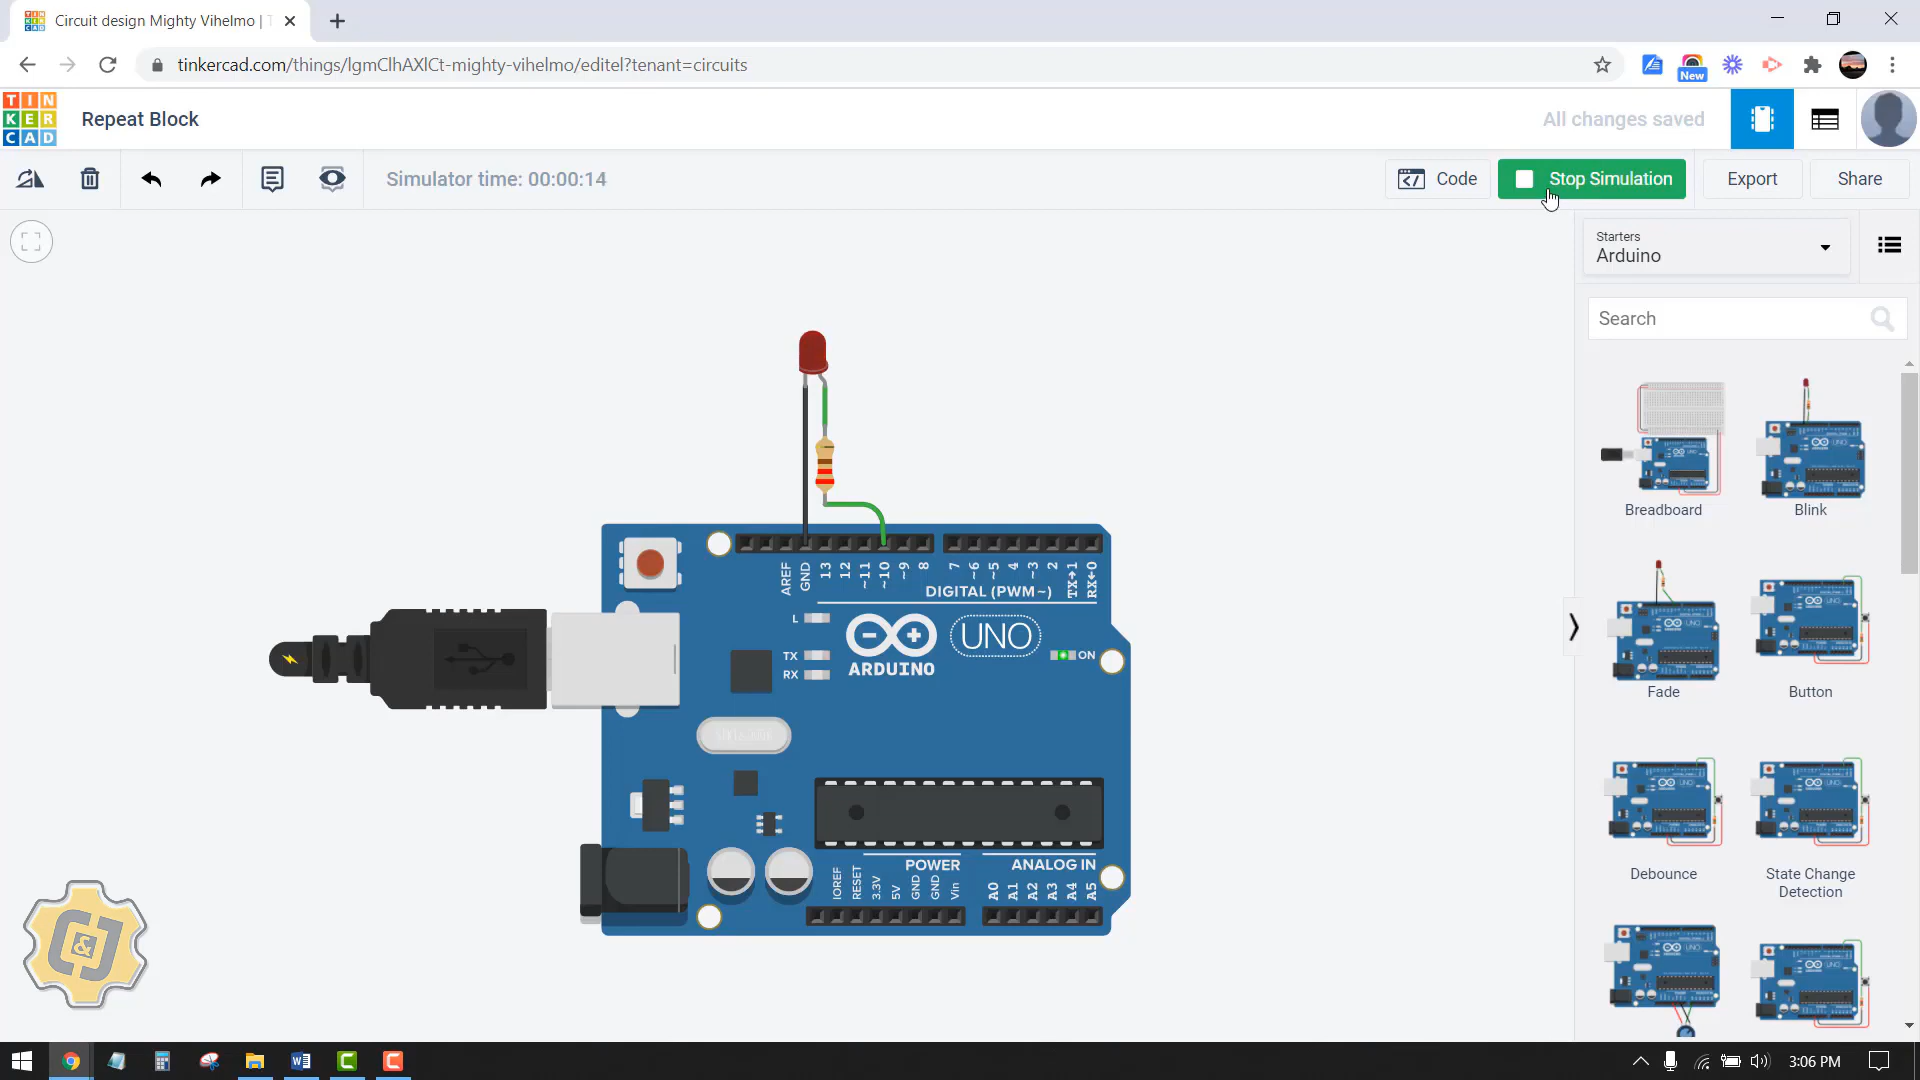 Circuit design Mighty Vihelmo |
tinkercad.com/things/lgmClhAXlCt-mighty-vihelmo/editel?tenant=circuits
New
TIN
KER
CAD
Repeat Block
All changes saved
Simulator time: 00:00:14
Code
Stop Simulation
Export
Share
Starters
Arduino
Search
Breadboard
Blink
Fade
Button
Debounce
State Change
Detection
AREF
GND
13
12
~11
~10
~9
8
7
~6
~5
4
~3
2
TX→1
RX←0
DIGITAL (PWM~)
L
TX
RX
ARDUINO
UNO
ON
POWER
ANALOG IN
IOREF
RESET
3.3V
5V
GND
GND
Vin
A0
A1
A2
A3
A4
A5
C&J
3:06 PM